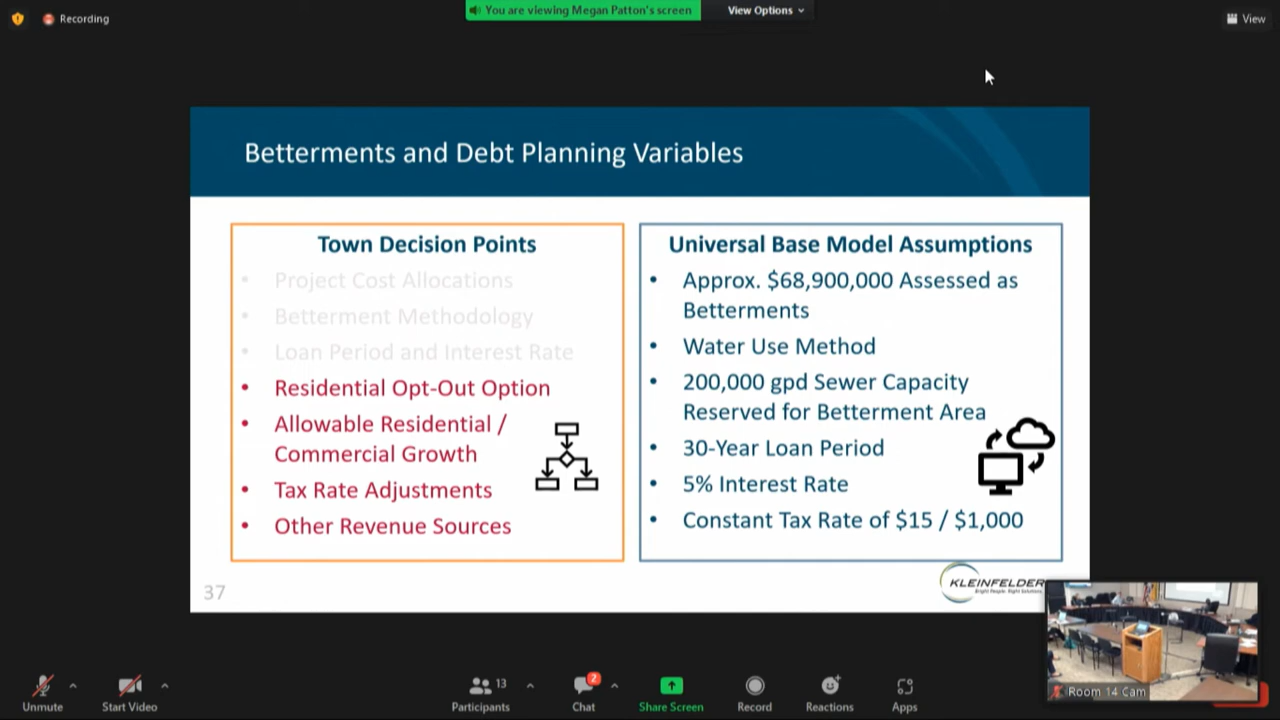 Recording
You are viewing Megan Patton's screen
View Options
View
Betterments and Debt Planning Variables
Town Decision Points
• Project Cost Allocations
• Betterment Methodology
• Loan Period and Interest Rate
• Residential Opt-Out Option
• Allowable Residential /
Commercial Growth
• Tax Rate Adjustments
• Other Revenue Sources
Universal Base Model Assumptions
• Approx. $68,900,000 Assessed as
Betterments
• Water Use Method
• 200,000 gpd Sewer Capacity
Reserved for Betterment Area
• 30-Year Loan Period
• 5% Interest Rate
• Constant Tax Rate of $15 / $1,000
37
KLEINFELDER
Bright People. Right Solutions.
Room 14 Cam
Unmute
Start Video
13
Participants
2
Chat
Share Screen
Record
Reactions
Apps